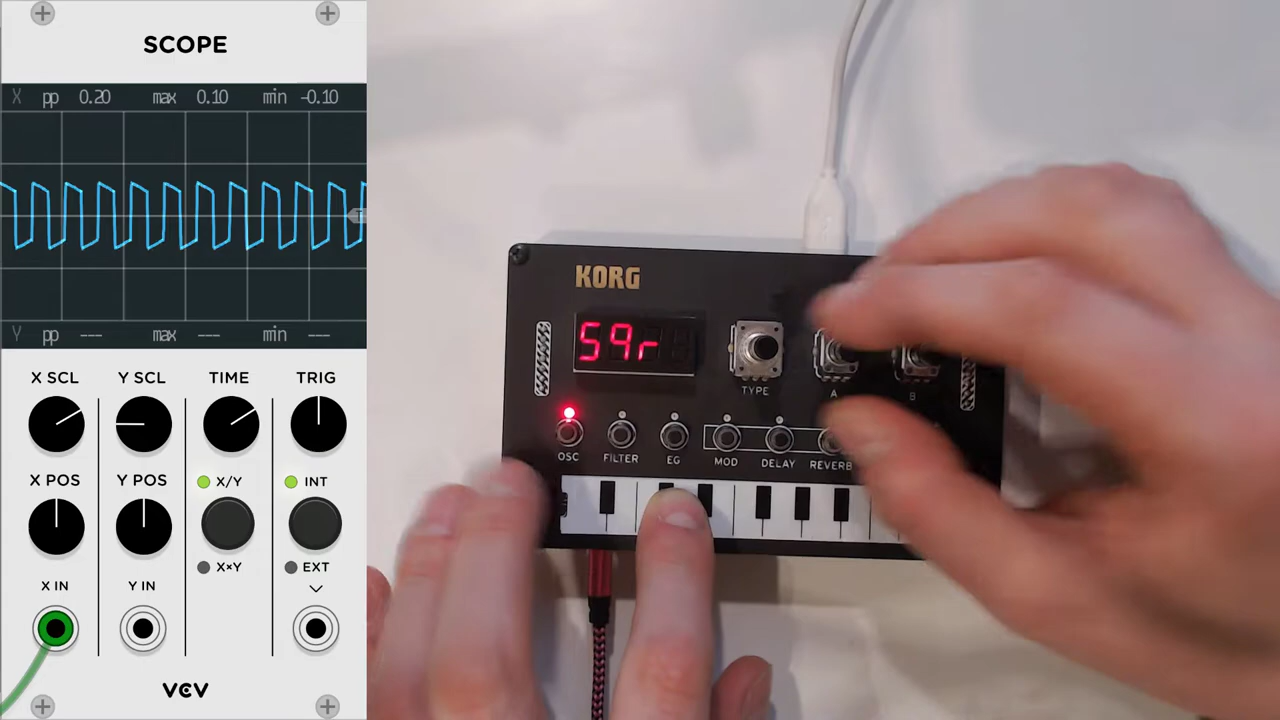 SCOPE
X pp 0.20 max 0.10 min -0.10
T
Y pp --- max --- min ---
X SCL Y SCL TIME TRIG
X POS Y POS X/Y INT
X×Y EXT
X IN Y IN
VCV
KORG
S9r
TYPE A B
OSC FILTER EG MOD DELAY REVERB